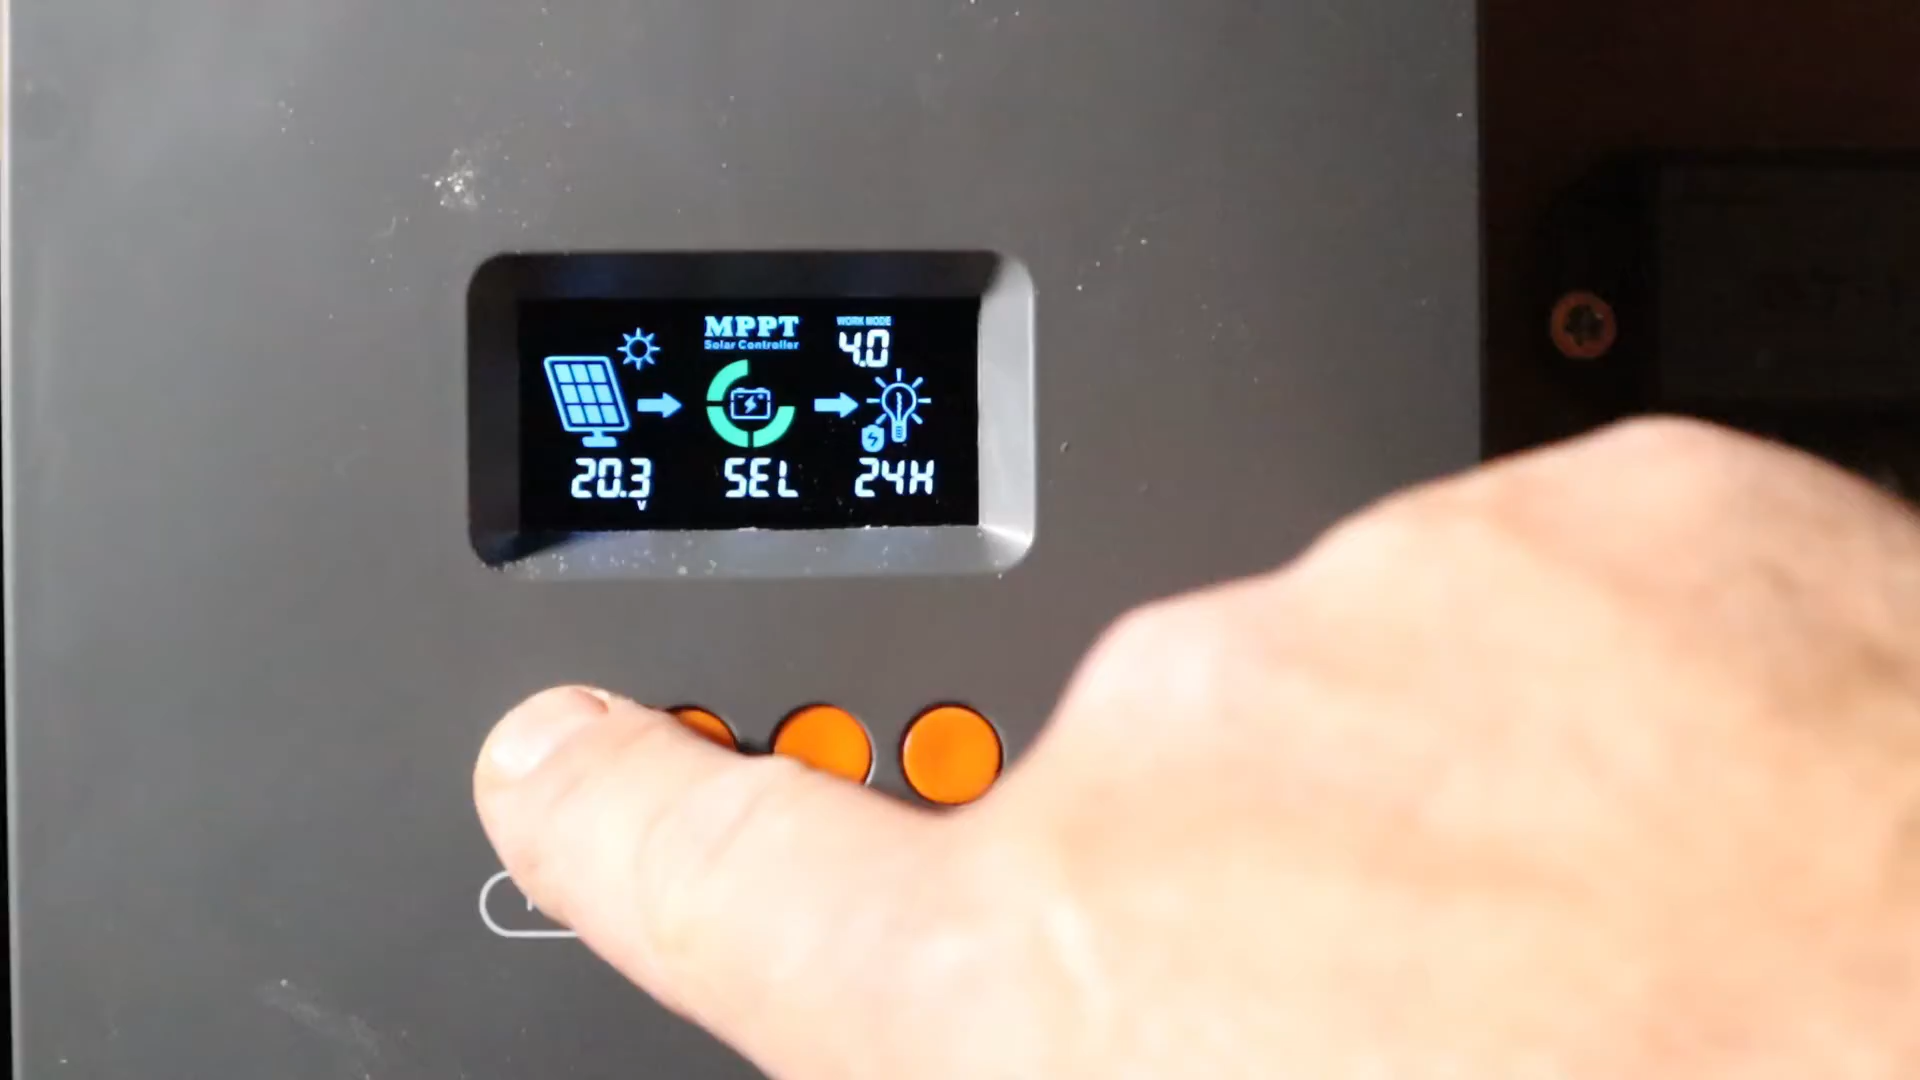 MPPT
Solar Controller
WORK MODE
4.0
20.3
V
SEL
24H